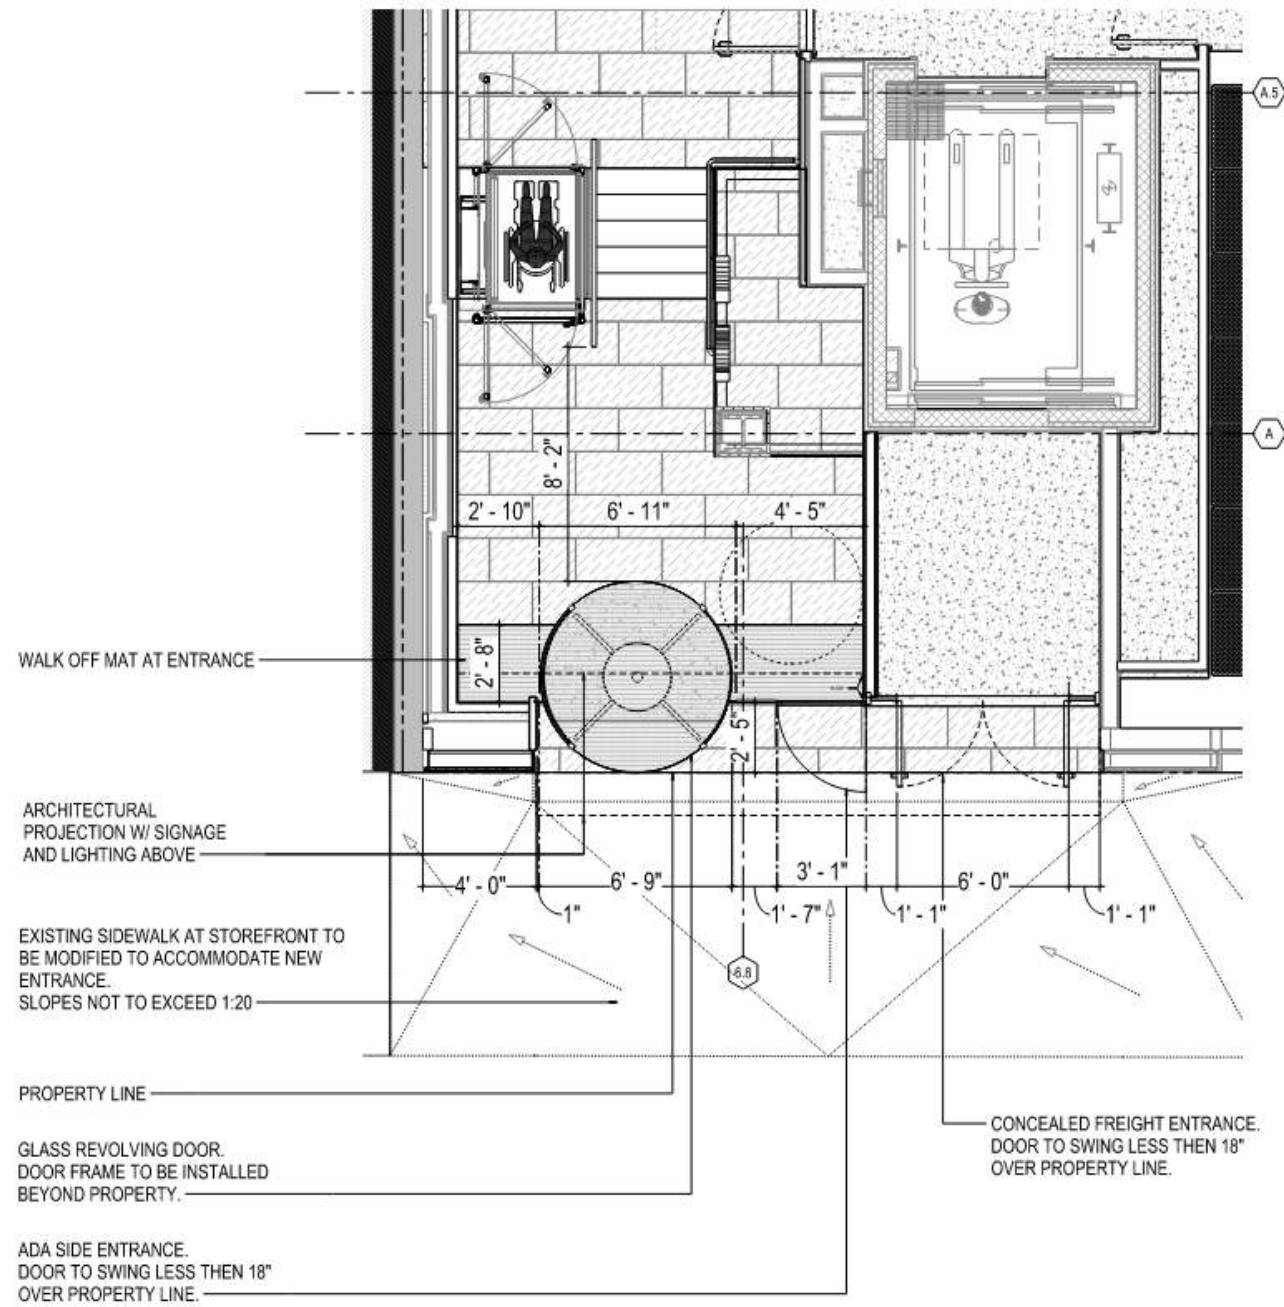 A.5
A
8' - 2"
2' - 10"
6' - 11"
4' - 5"
WALK OFF MAT AT ENTRANCE
2' - 8"
2' - 5"
ARCHITECTURAL
PROJECTION W/ SIGNAGE
AND LIGHTING ABOVE
4' - 0"
6' - 9"
3' - 1"
6' - 0"
1"
1' - 7"
1' - 1"
1' - 1"
EXISTING SIDEWALK AT STOREFRONT TO
BE MODIFIED TO ACCOMMODATE NEW
ENTRANCE.
SLOPES NOT TO EXCEED 1:20
6.8
PROPERTY LINE
GLASS REVOLVING DOOR.
DOOR FRAME TO BE INSTALLED
BEYOND PROPERTY.
CONCEALED FREIGHT ENTRANCE.
DOOR TO SWING LESS THEN 18"
OVER PROPERTY LINE.
ADA SIDE ENTRANCE.
DOOR TO SWING LESS THEN 18"
OVER PROPERTY LINE.